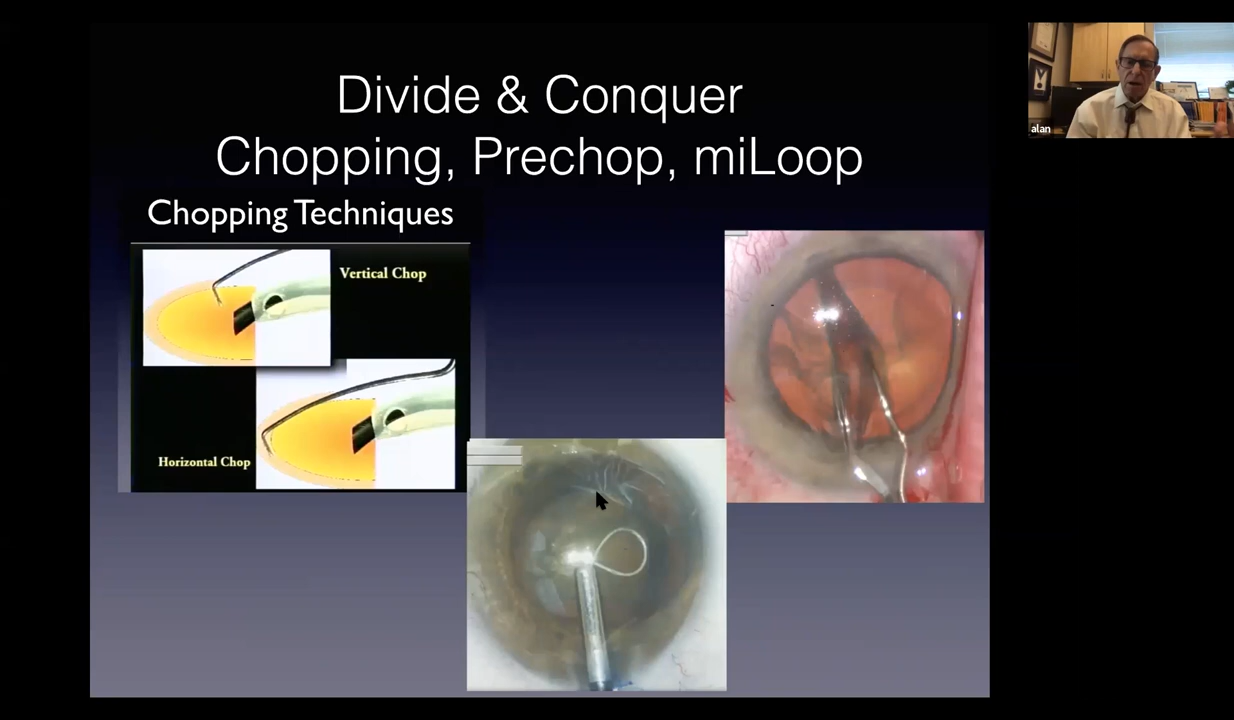 Divide & Conquer
Chopping, Prechop, miLoop
Chopping Techniques
Vertical Chop
Horizontal Chop
alan